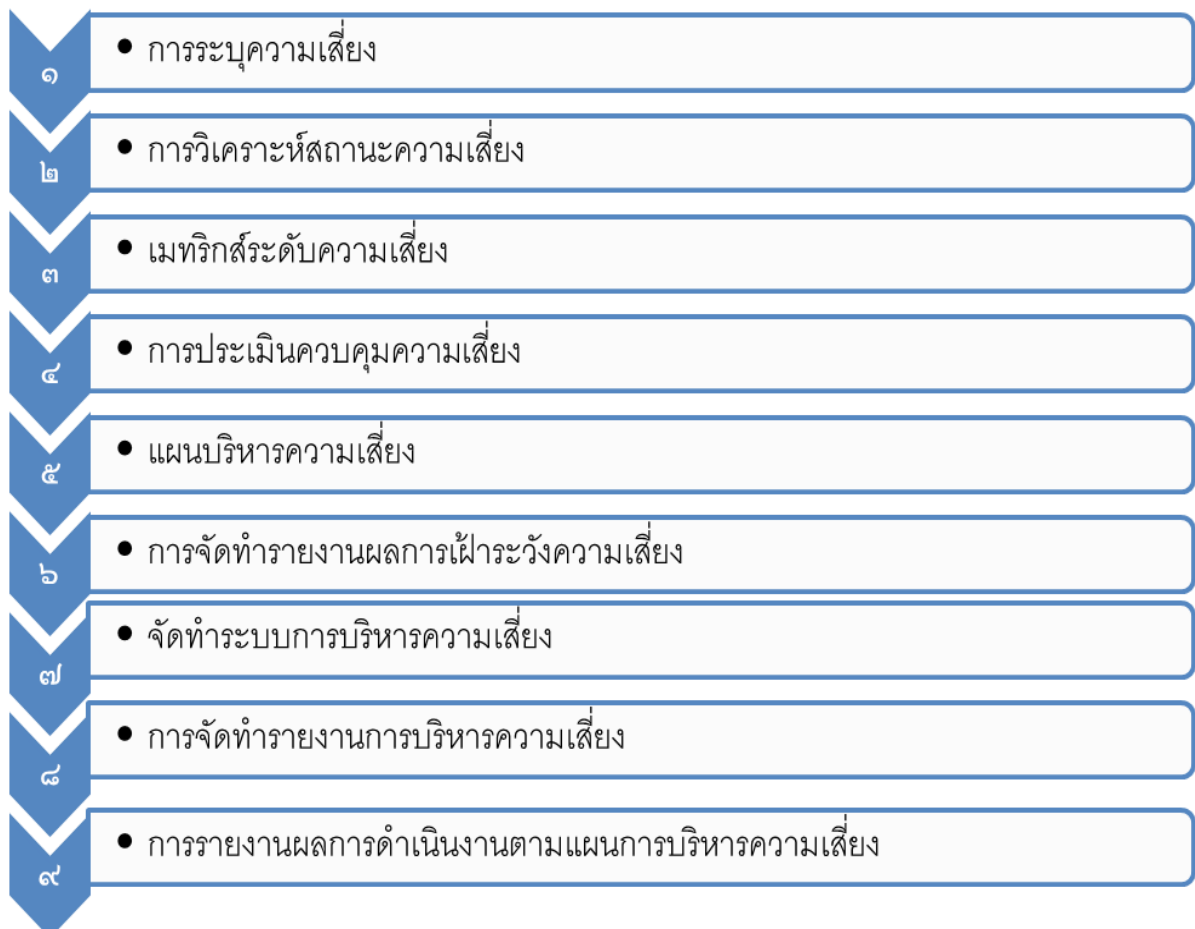 ๑
• การระบุความเสี่ยง
๒
• การวิเคราะห์สถานะความเสี่ยง
๓
• เมทริกส์ระดับความเสี่ยง
๔
• การประเมินควบคุมความเสี่ยง
๕
• แผนบริหารความเสี่ยง
๖
• การจัดทำรายงานผลการเฝ้าระวังความเสี่ยง
๗
• จัดทำระบบการบริหารความเสี่ยง
๘
• การจัดทำรายงานการบริหารความเสี่ยง
๙
• การรายงานผลการดำเนินงานตามแผนการบริหารความเสี่ยง